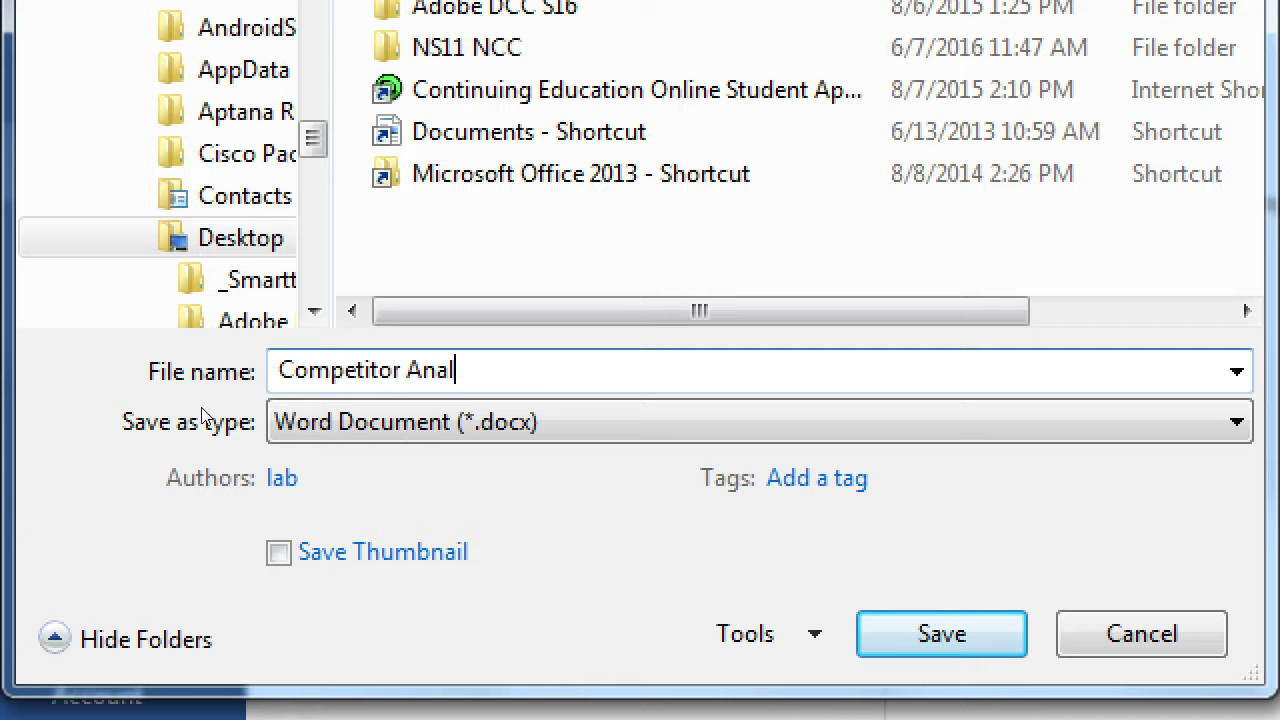 AndroidS
AppData
Aptana R
Cisco Pac
Contacts
Desktop
_Smartt
Adobe
Adobe DCC S16 8/6/2015 1:25 PM File folder
NS11 NCC 6/7/2016 11:47 AM File folder
Continuing Education Online Student Ap... 8/7/2015 2:10 PM Internet Shor
Documents - Shortcut 6/13/2013 10:59 AM Shortcut
Microsoft Office 2013 - Shortcut 8/8/2014 2:26 PM Shortcut
File name: Competitor Anal
Save as type: Word Document (*.docx)
Authors: lab Tags: Add a tag
Save Thumbnail
Hide Folders Tools Save Cancel
Account